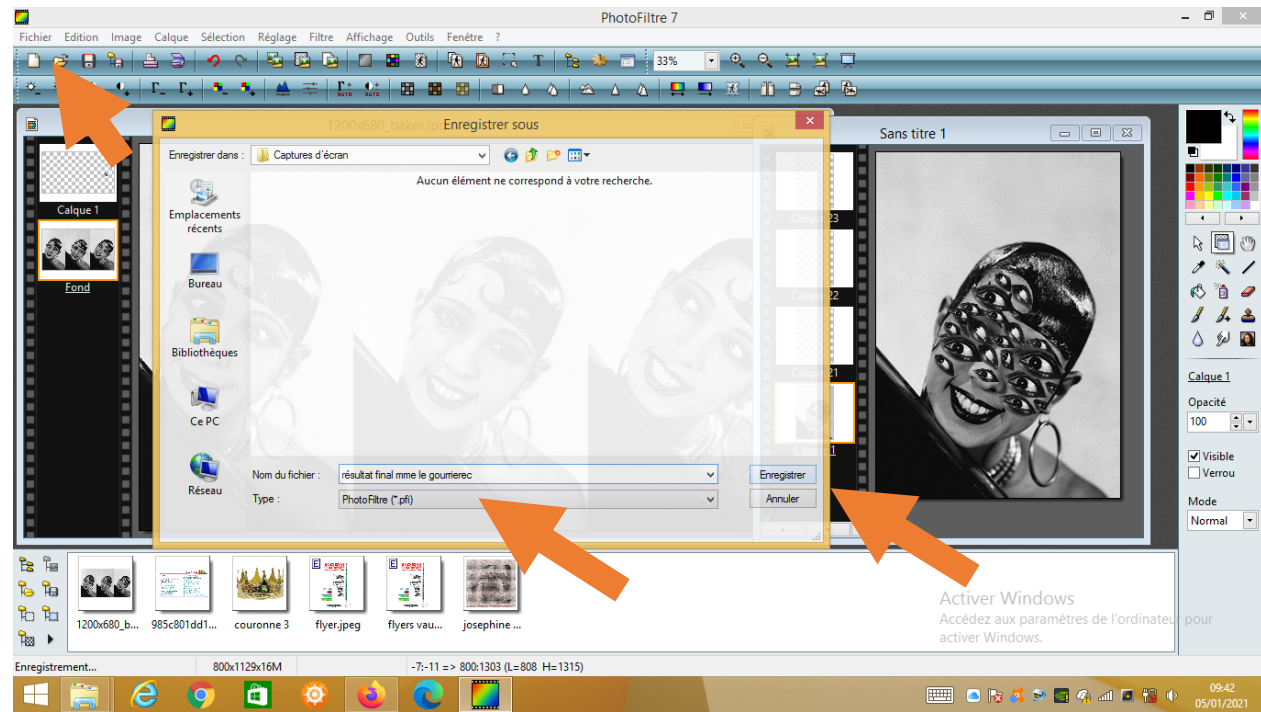 PhotoFiltre 7
Fichier Edition Image Calque Sélection Réglage Filtre Affichage Outils Fenêtre ?
33%
1200x680_baker.jp
Enregistrer sous
Enregistrer dans :
Captures d'écran
Aucun élément ne correspond à votre recherche.
Emplacements
récents
Bureau
Bibliothèques
Ce PC
Réseau
Nom du fichier :
résultat final mme le gourrierec
Enregistrer
Type :
PhotoFiltre (*.pfi)
Annuler
Calque 1
Fond
Sans titre 1
Calque 23
Calque 22
Calque 21
Calque 1
Calque 1
Opacité
100
Visible
Verrou
Mode
Normal
1200x680_b...
985c801dd1...
couronne 3
flyer.jpeg
flyers vau...
josephine ...
Activer Windows
Accédez aux paramètres de l'ordinateur pour
activer Windows.
Enregistrement...
800x1129x16M
-7:-11 => 800:1303 (L=808 H=1315)
09:42
05/01/2021